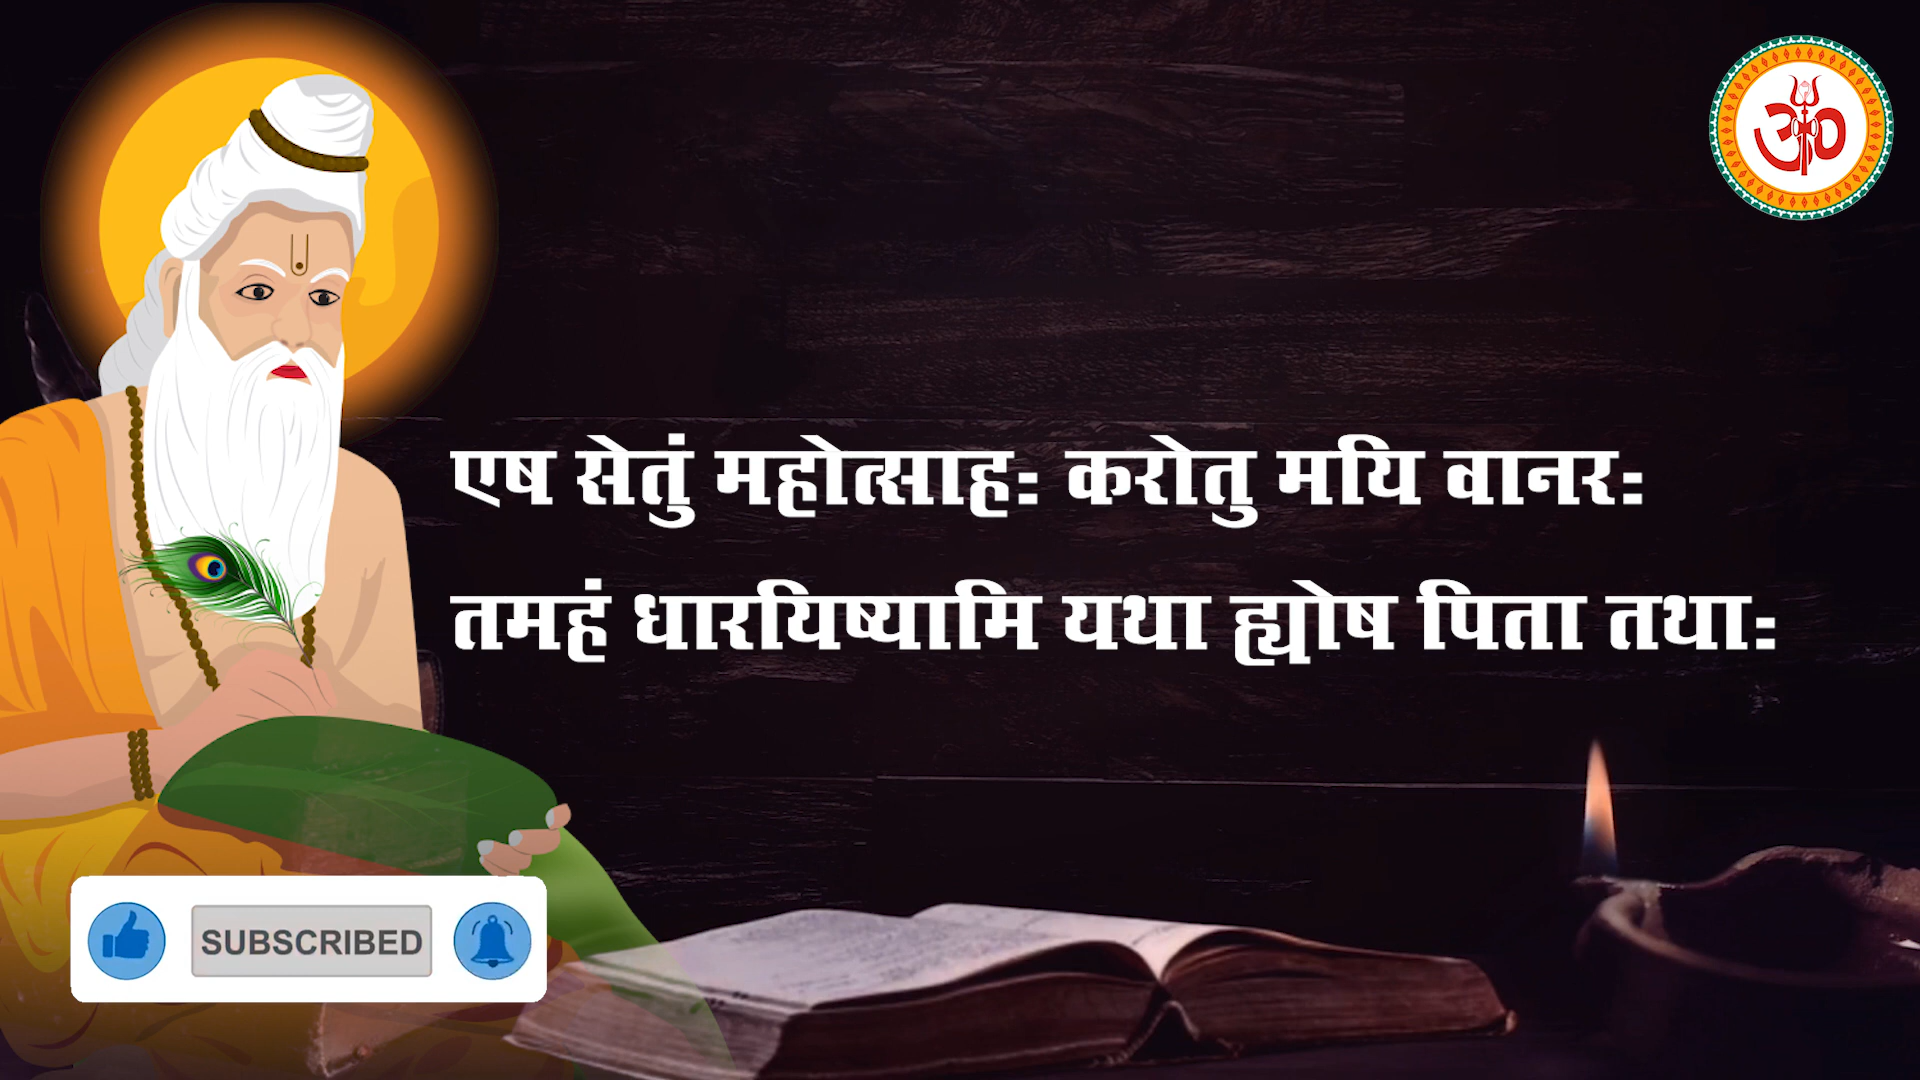 एष सेतुं महोत्साहः करोतु मयि वानरः
तमहं धारयिष्यामि यथा ह्योष पिता तथाः
SUBSCRIBED